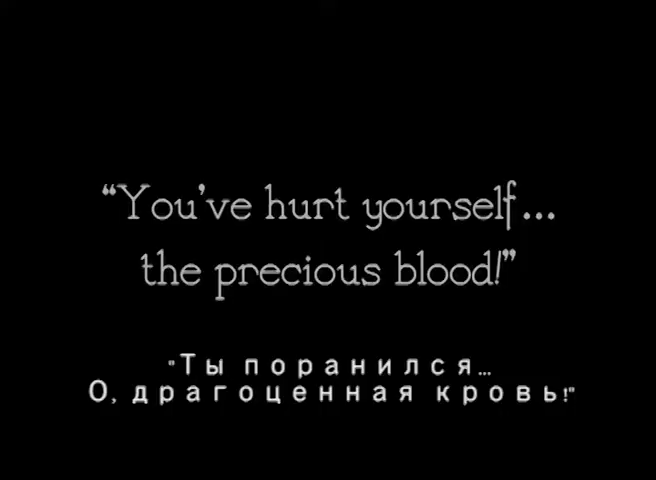 “You’ve hurt yourself...
the precious blood!”
"Ты поранился...
О, драгоценная кровь!"